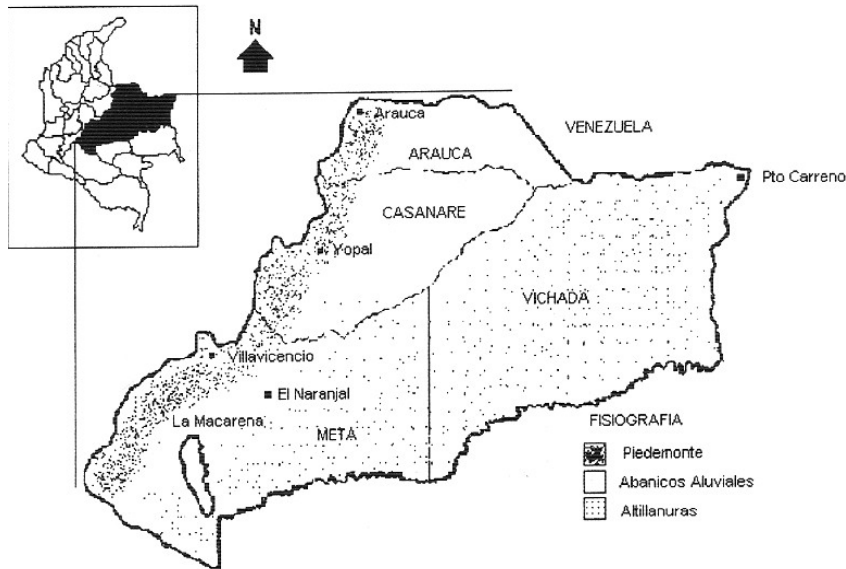 N
Arauca
VENEZUELA
ARAUCA
Pto Carreno
CASANARE
Yopal
VICHADA
Villavicencio
El Naranjal
La Macarena
META
FISIOGRAFIA
Piedemonte
Abanicos Aluviales
Altillanuras